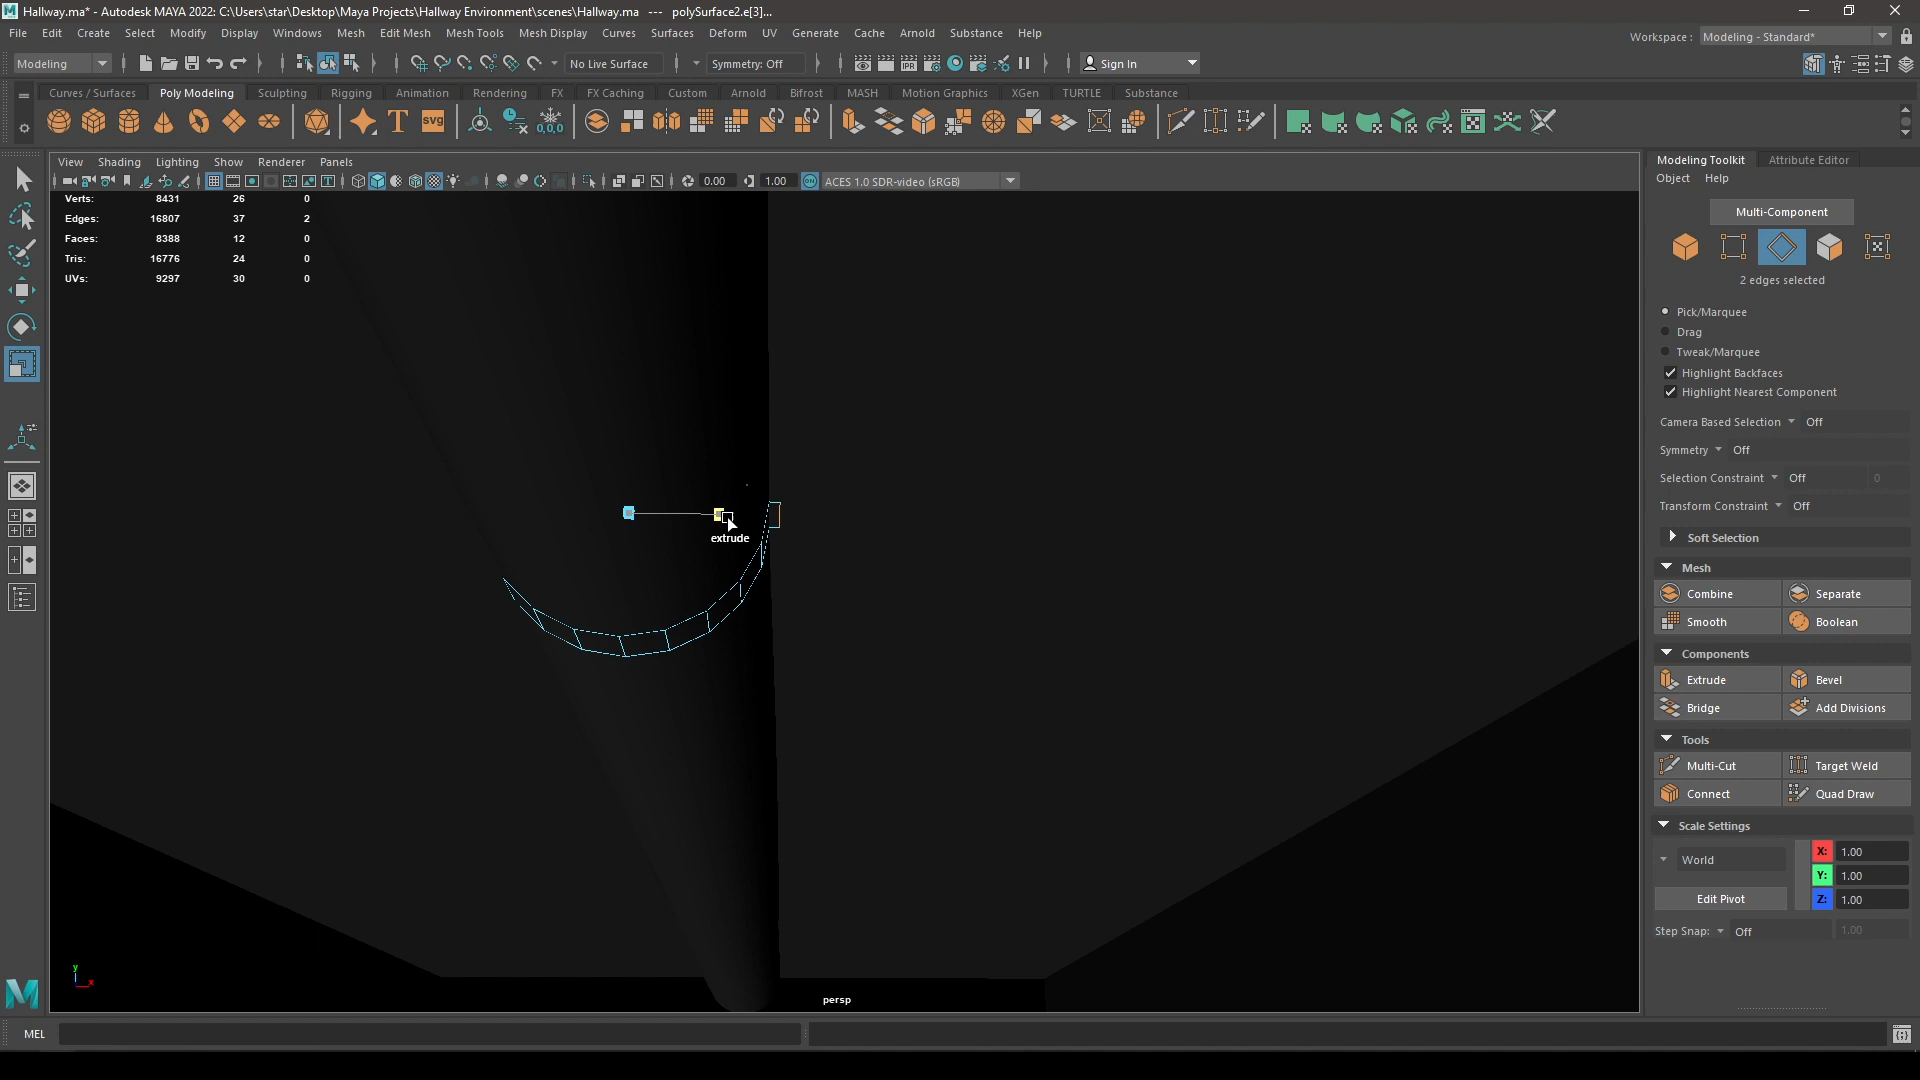 Hallway.ma* - Autodesk MAYA 2022: C:\Users\star\Desktop\Maya Projects\Hallway Environment\scenes\Hallway.ma --- polySurface2.e[3]...
File Edit Create Select Modify Display Windows Mesh Edit Mesh Mesh Tools Mesh Display Curves Surfaces Deform UV Generate Cache Arnold Substance Help
Workspace : Modeling - Standard*
Modeling No Live Surface Symmetry: Off IPR Sign In
Curves / Surfaces Poly Modeling Sculpting Rigging Animation Rendering FX FX Caching Custom Arnold Bifrost MASH Motion Graphics XGen TURTLE Substance
T svg 0,0,0
View Shading Lighting Show Renderer Panels
0.00 1.00 ON ACES 1.0 SDR-video (sRGB)
Verts: 8431 26 0
Edges: 16807 37 2
Faces: 8388 12 0
Tris: 16776 24 0
UVs: 9297 30 0
extrude
y
x
persp
Modeling Toolkit Attribute Editor
Object Help
Multi-Component
2 edges selected
Pick/Marquee
Drag
Tweak/Marquee
Highlight Backfaces
Highlight Nearest Component
Camera Based Selection Off
Symmetry Off
Selection Constraint Off 0
Transform Constraint Off
Soft Selection
Mesh
Combine Separate
Smooth Boolean
Components
Extrude Bevel
Bridge Add Divisions
Tools
Multi-Cut Target Weld
Connect Quad Draw
Scale Settings
World
X: 1.00
Y: 1.00
Edit Pivot
Z: 1.00
Step Snap: Off 1.00
MEL